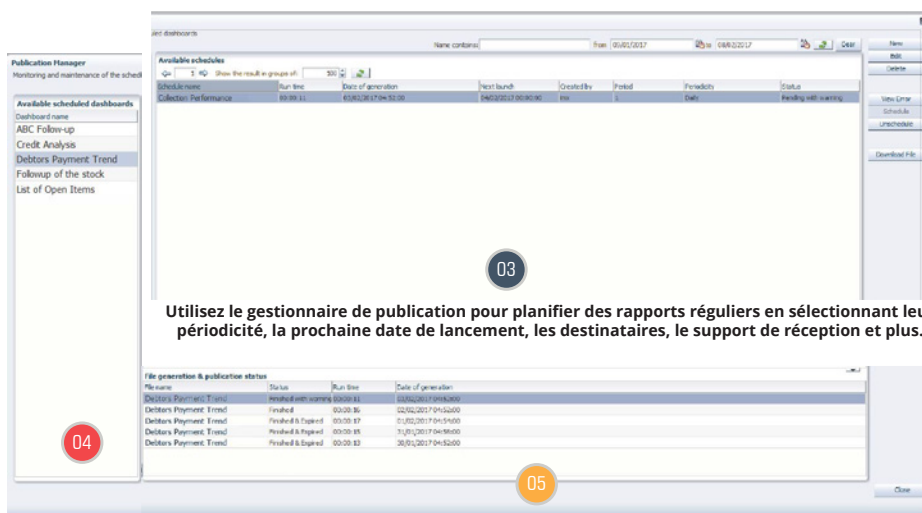 Publication Manager
Monitoring and maintenance of the schedu
Available scheduled dashboards
Dashboard name
ABC Follow-up
Credit Analysis
Debtors Payment Trend
Followup of the stock
List of Open Items
04
dashboards
Name contains: from 05/01/2017 to 04/02/2017 Clear
Available schedules
Show the result in groups of: 500
Schedule name Run time Date of generation Next launch Created by Period Periodicity Status
Collection Performance 00:00:11 03/02/2017 04:52:00 04/02/2017 00:00:00 1 Daily Pending with warning
New
Edit
Delete
View Error
Schedule
Unschedule
Download File
03
Utilisez le gestionnaire de publication pour planifier des rapports réguliers en sélectionnant leu
périodicité, la prochaine date de lancement, les destinataires, le support de réception et plus.
File generation & publication status
File name Status Run time Date of generation
Debtors Payment Trend Finished with warning 00:00:11 03/02/2017 04:52:00
Debtors Payment Trend Finished 00:00:16 02/02/2017 04:52:00
Debtors Payment Trend Finished & Expired 00:00:17 01/02/2017 04:54:00
Debtors Payment Trend Finished & Expired 00:00:15 31/01/2017 04:56:00
Debtors Payment Trend Finished & Expired 00:00:13 30/01/2017 04:52:00
05
Close